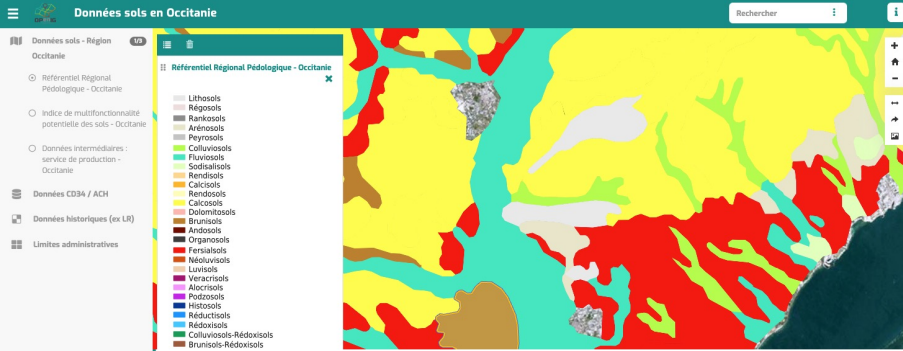 Données sols en Occitanie
Rechercher
Données sols - Région
Occitanie
1/3
Référentiel Régional
Pédologique - Occitanie
Indice de multifonctionnalité
potentielle des sols - Occitanie
Données intermédiaires :
service de production -
Occitanie
Données CD34 / ACH
Données historiques (ex LR)
Limites administratives
Référentiel Régional Pédologique - Occitanie
Lithosols
Régosols
Rankosols
Arénosols
Peyrosols
Colluviosols
Fluviosols
Sodisalisols
Rendisols
Calcisols
Rendosols
Calcosols
Dolomitosols
Brunisols
Andosols
Organosols
Fersialsols
Néoluvisols
Luvisols
Veracrisols
Alocrisols
Podzosols
Histosols
Réductisols
Rédoxisols
Colluviosols-Rédoxisols
Brunisols-Rédoxisols